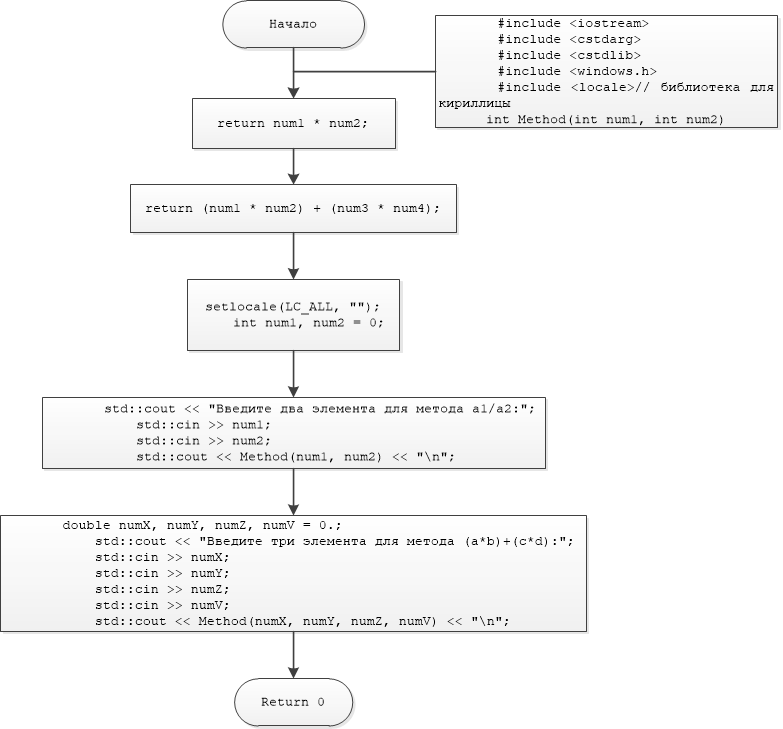 Начало
#include <iostream>
#include <cstdarg>
#include <cstdlib>
#include <windows.h>
#include <locale>// библиотека для
кириллицы
int Method(int num1, int num2)
return num1 * num2;
return (num1 * num2) + (num3 * num4);
setlocale(LC_ALL, "");
int num1, num2 = 0;
std::cout << "Введите два элемента для метода a1/a2:";
std::cin >> num1;
std::cin >> num2;
std::cout << Method(num1, num2) << "\n";
double numX, numY, numZ, numV = 0.;
std::cout << "Введите три элемента для метода (a*b)+(c*d):";
std::cin >> numX;
std::cin >> numY;
std::cin >> numZ;
std::cin >> numV;
std::cout << Method(numX, numY, numZ, numV) << "\n";
Return 0